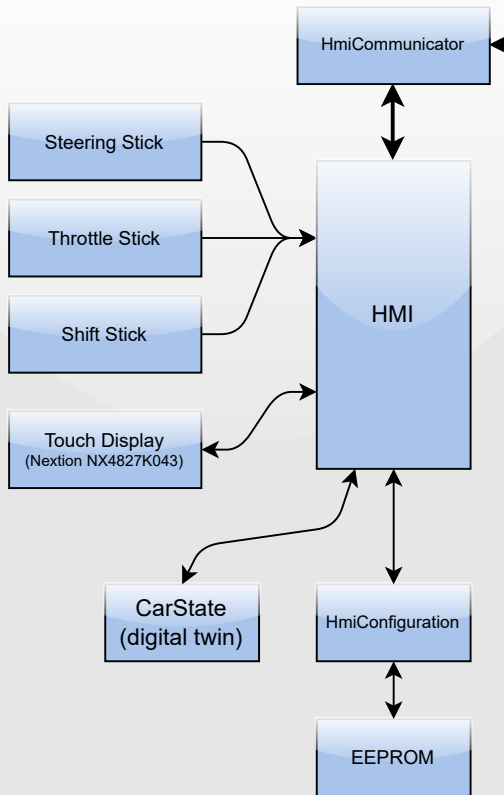 HmiCommunicator
Steering Stick
Throttle Stick
HMI
Shift Stick
Touch Display
(Nextion NX4827K043)
CarState
(digital twin)
HmiConfiguration
EEPROM